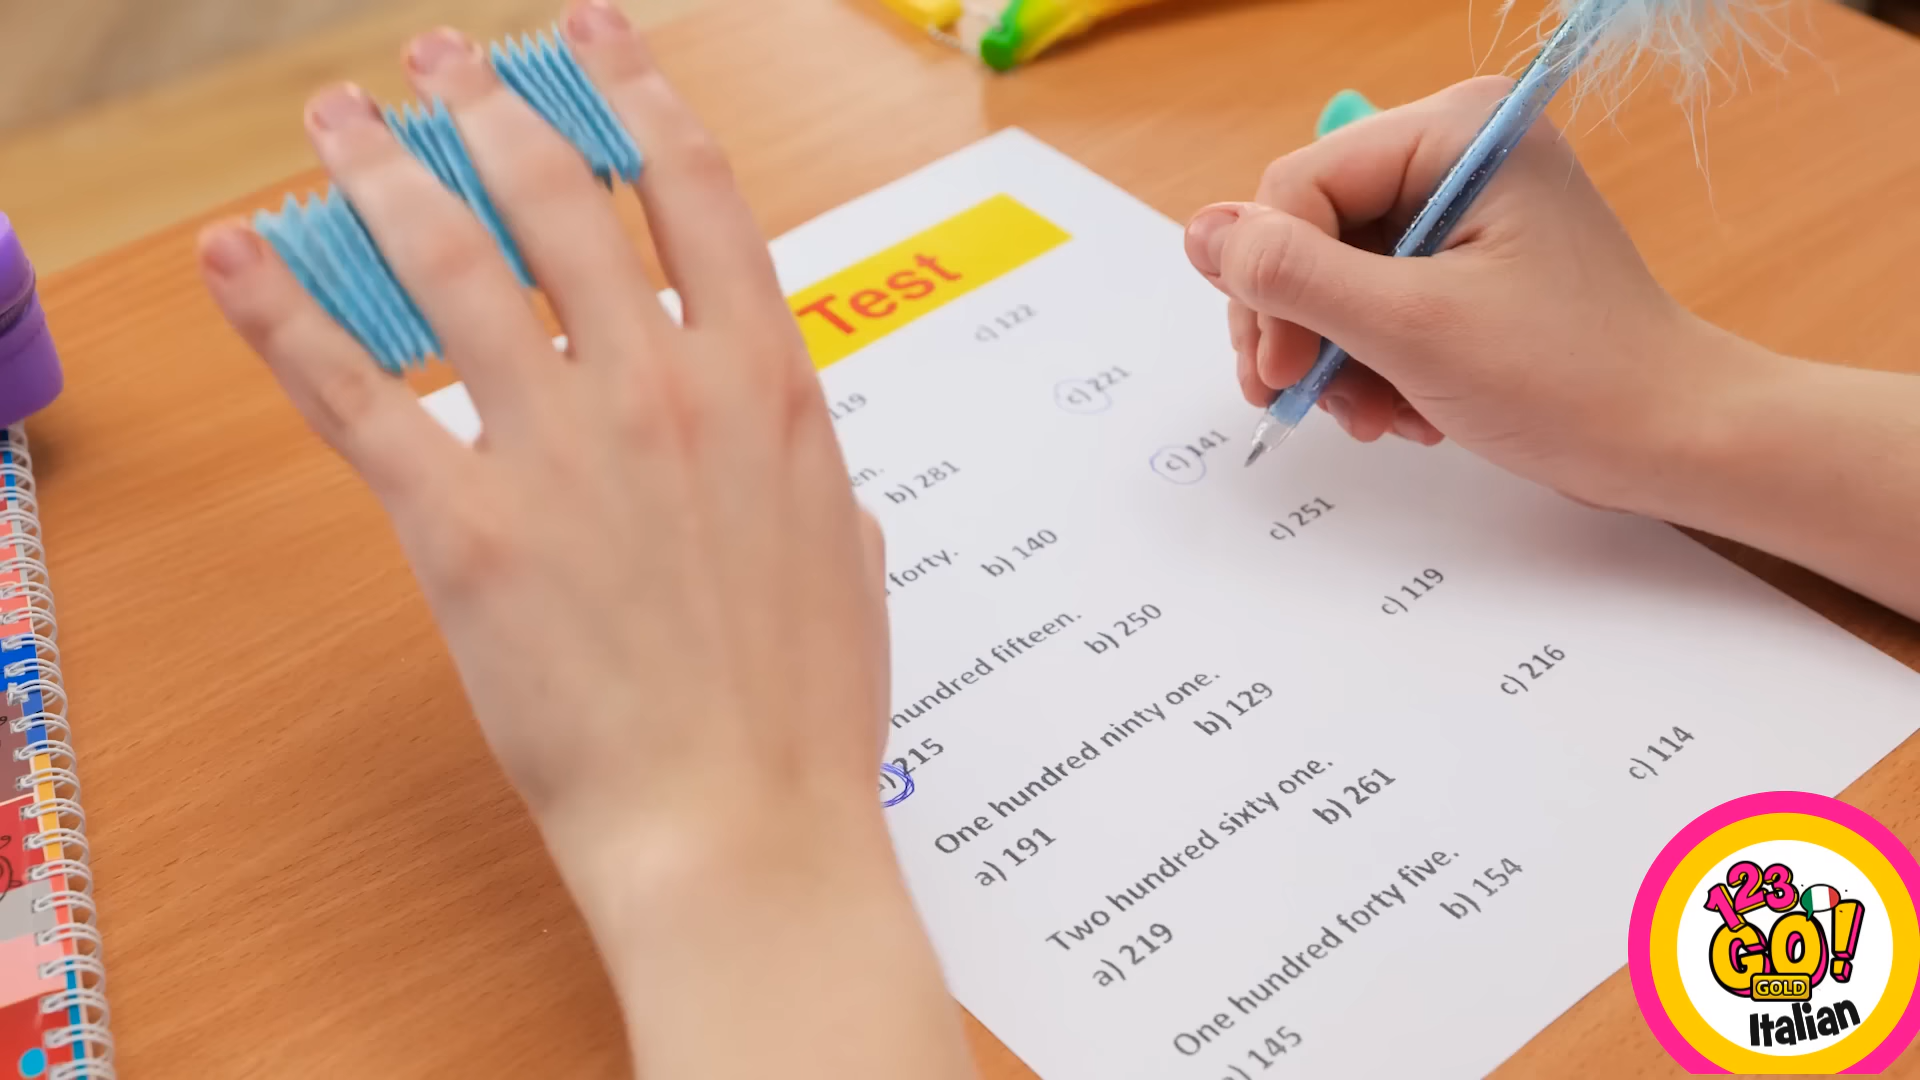 Test
c) 122
119
c) 221
en.
b) 281
c) 141
forty.
b) 140
c) 251
hundred fifteen.
215
b) 250
c) 119
One hundred ninty one.
a) 191
b) 129
c) 216
Two hundred sixty one.
a) 219
b) 261
c) 114
One hundred forty five.
145
b) 154
123
GO!
GOLD
Italian